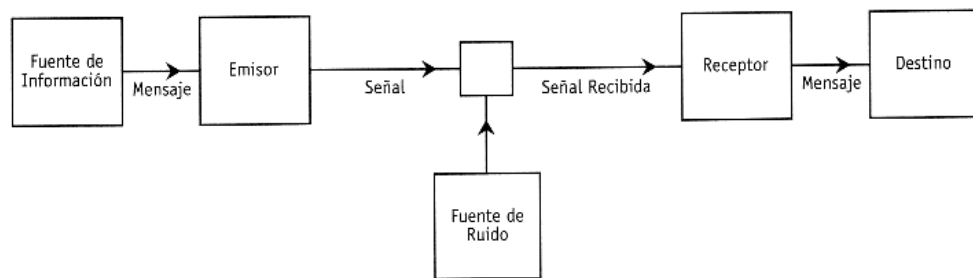 Fuente de
Información
Mensaje
Emisor
Señal
Señal Recibida
Receptor
Mensaje
Destino
Fuente de
Ruido